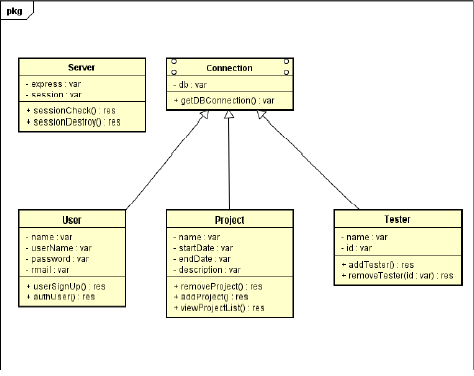 pkg
Server
- express : var
- session : var
+ sessionCheck() : res
+ sessionDestroy() : res
Connection
- db : var
+ getDBConnection() : var
User
- name : var
- userName : var
- password : var
- rmail : var
+ userSignUp() : res
+ authUser() : res
Project
- name : var
- startDate : var
- endDate : var
- description : var
+ removeProject() : res
+ addProject() : res
+ viewProjectList() : res
Tester
- name : var
- id : var
+ addTester() : res
+ removeTester(id : var) : res